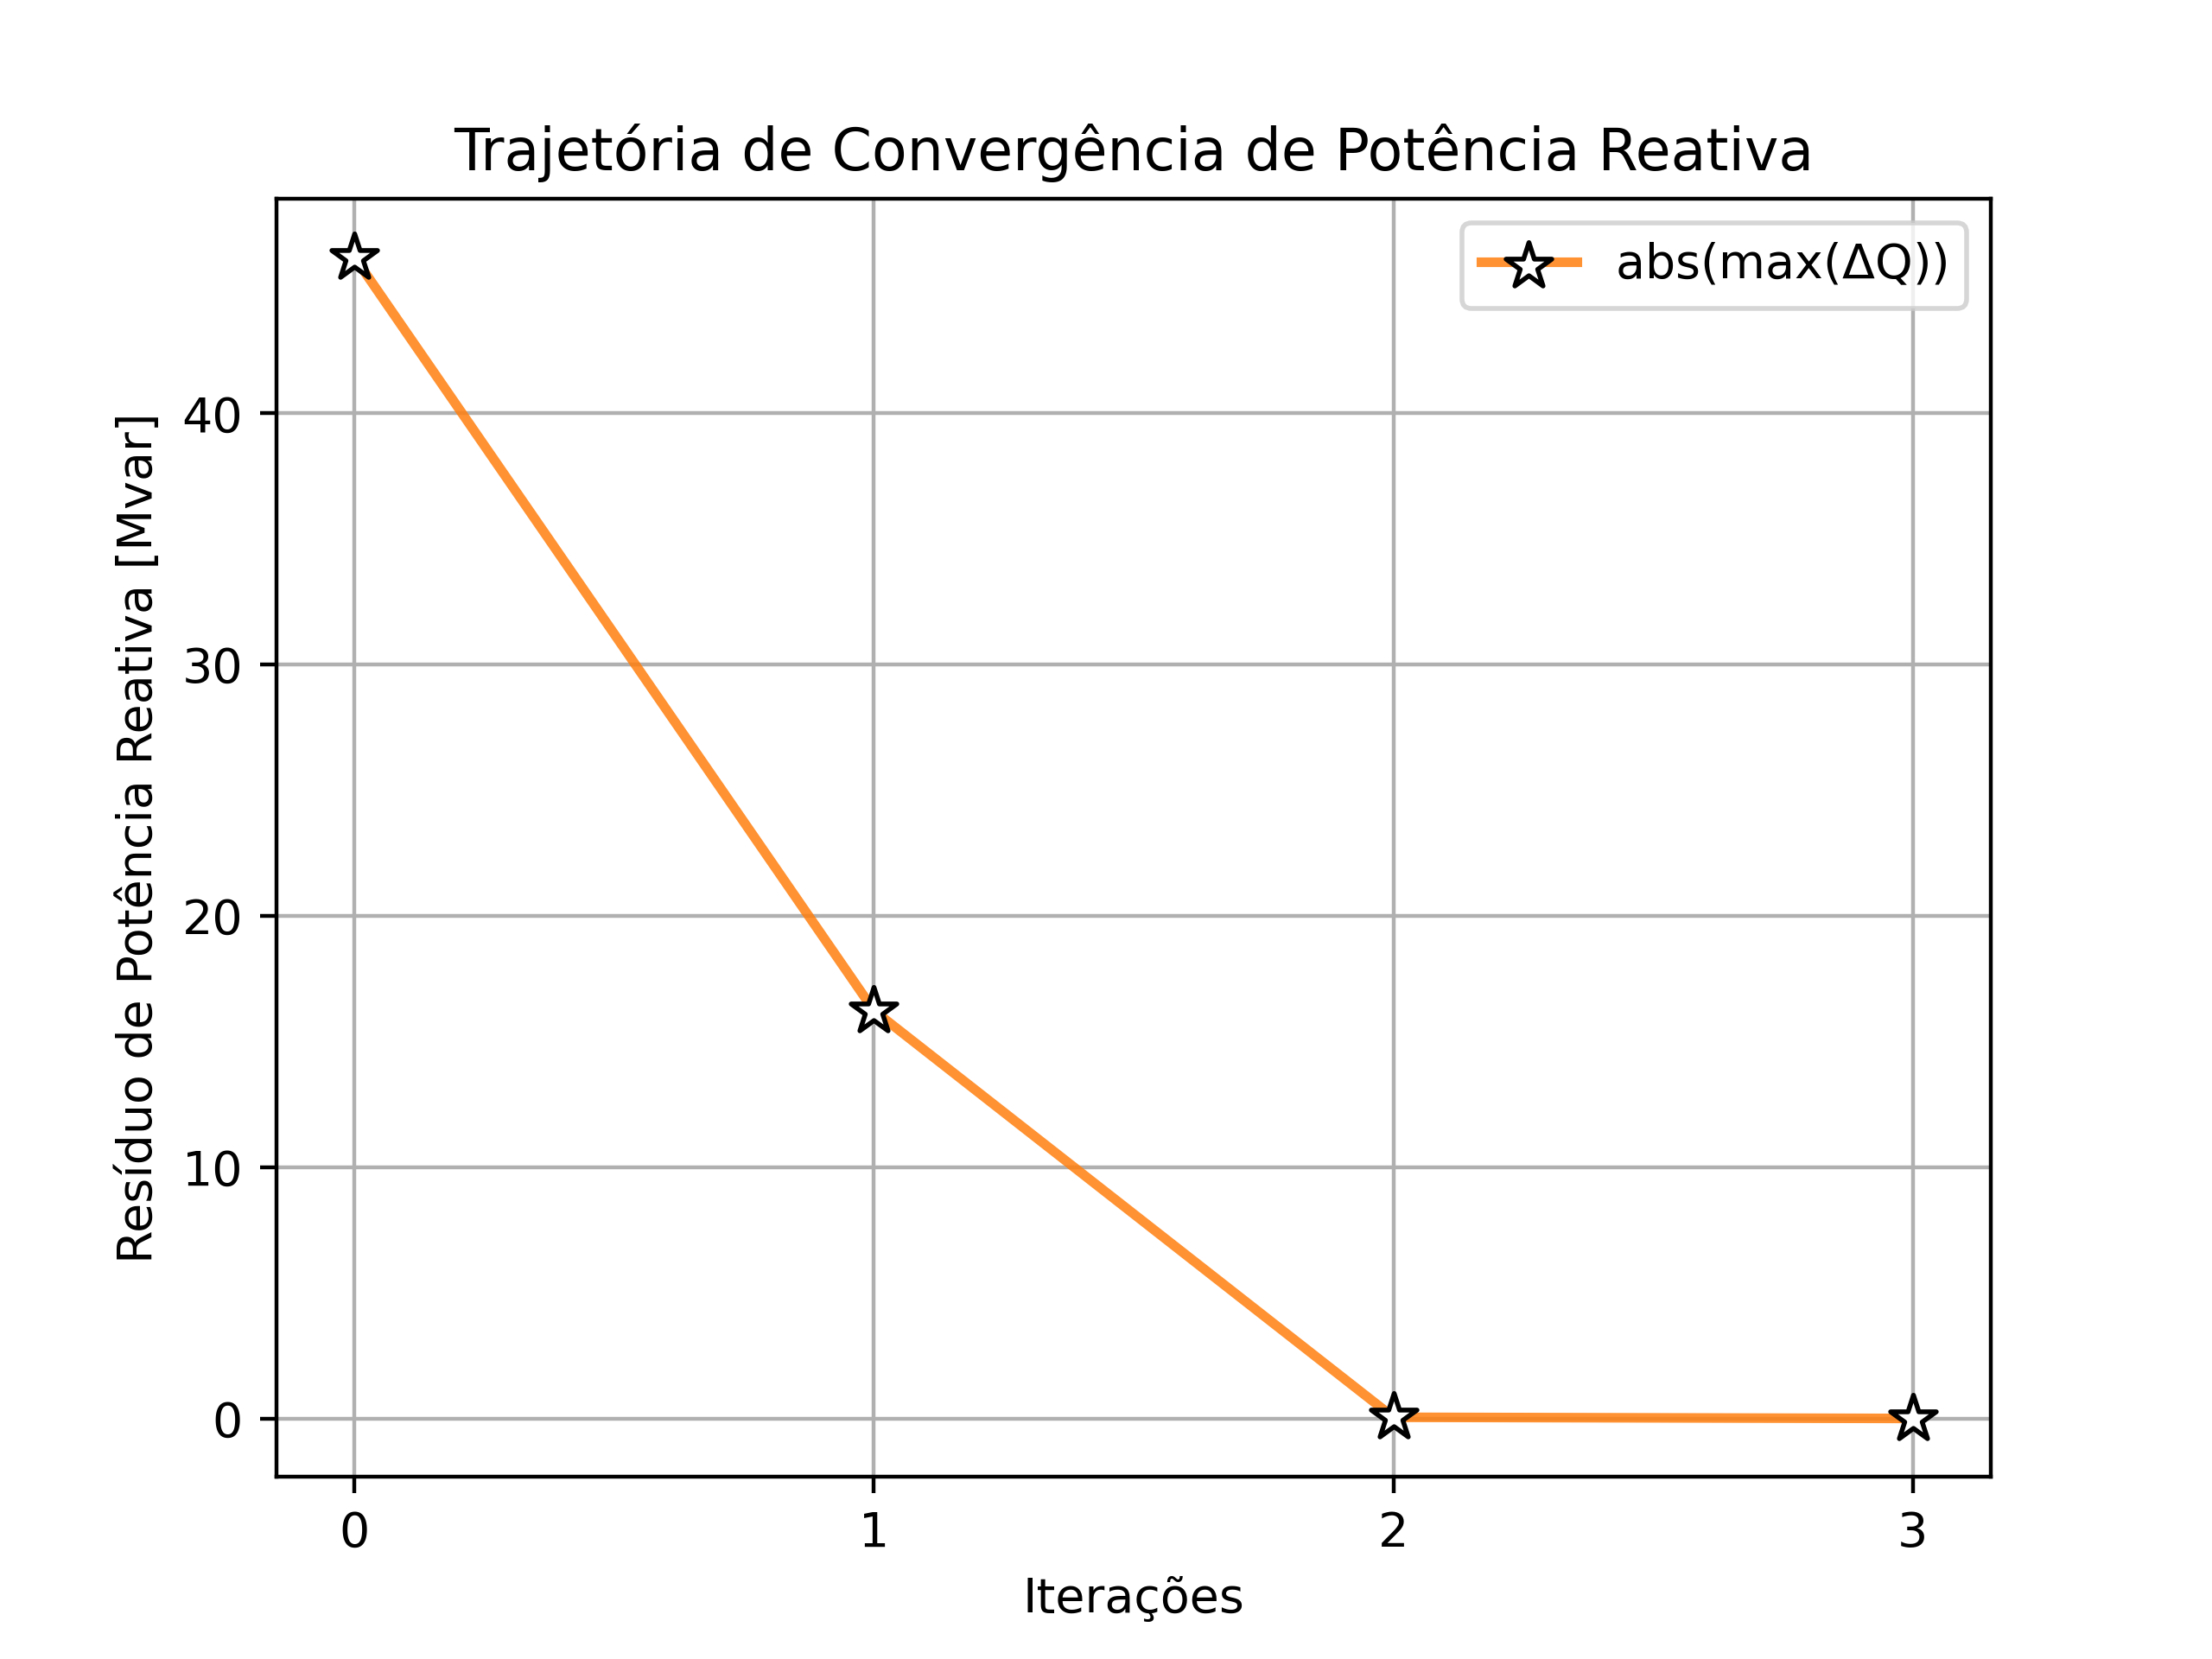 Trajetória de Convergência de Potência Reativa
abs(max(ΔQ))
Resíduo de Potência Reativa [Mvar]
40
30
20
10
0
0 1 2 3
Iterações